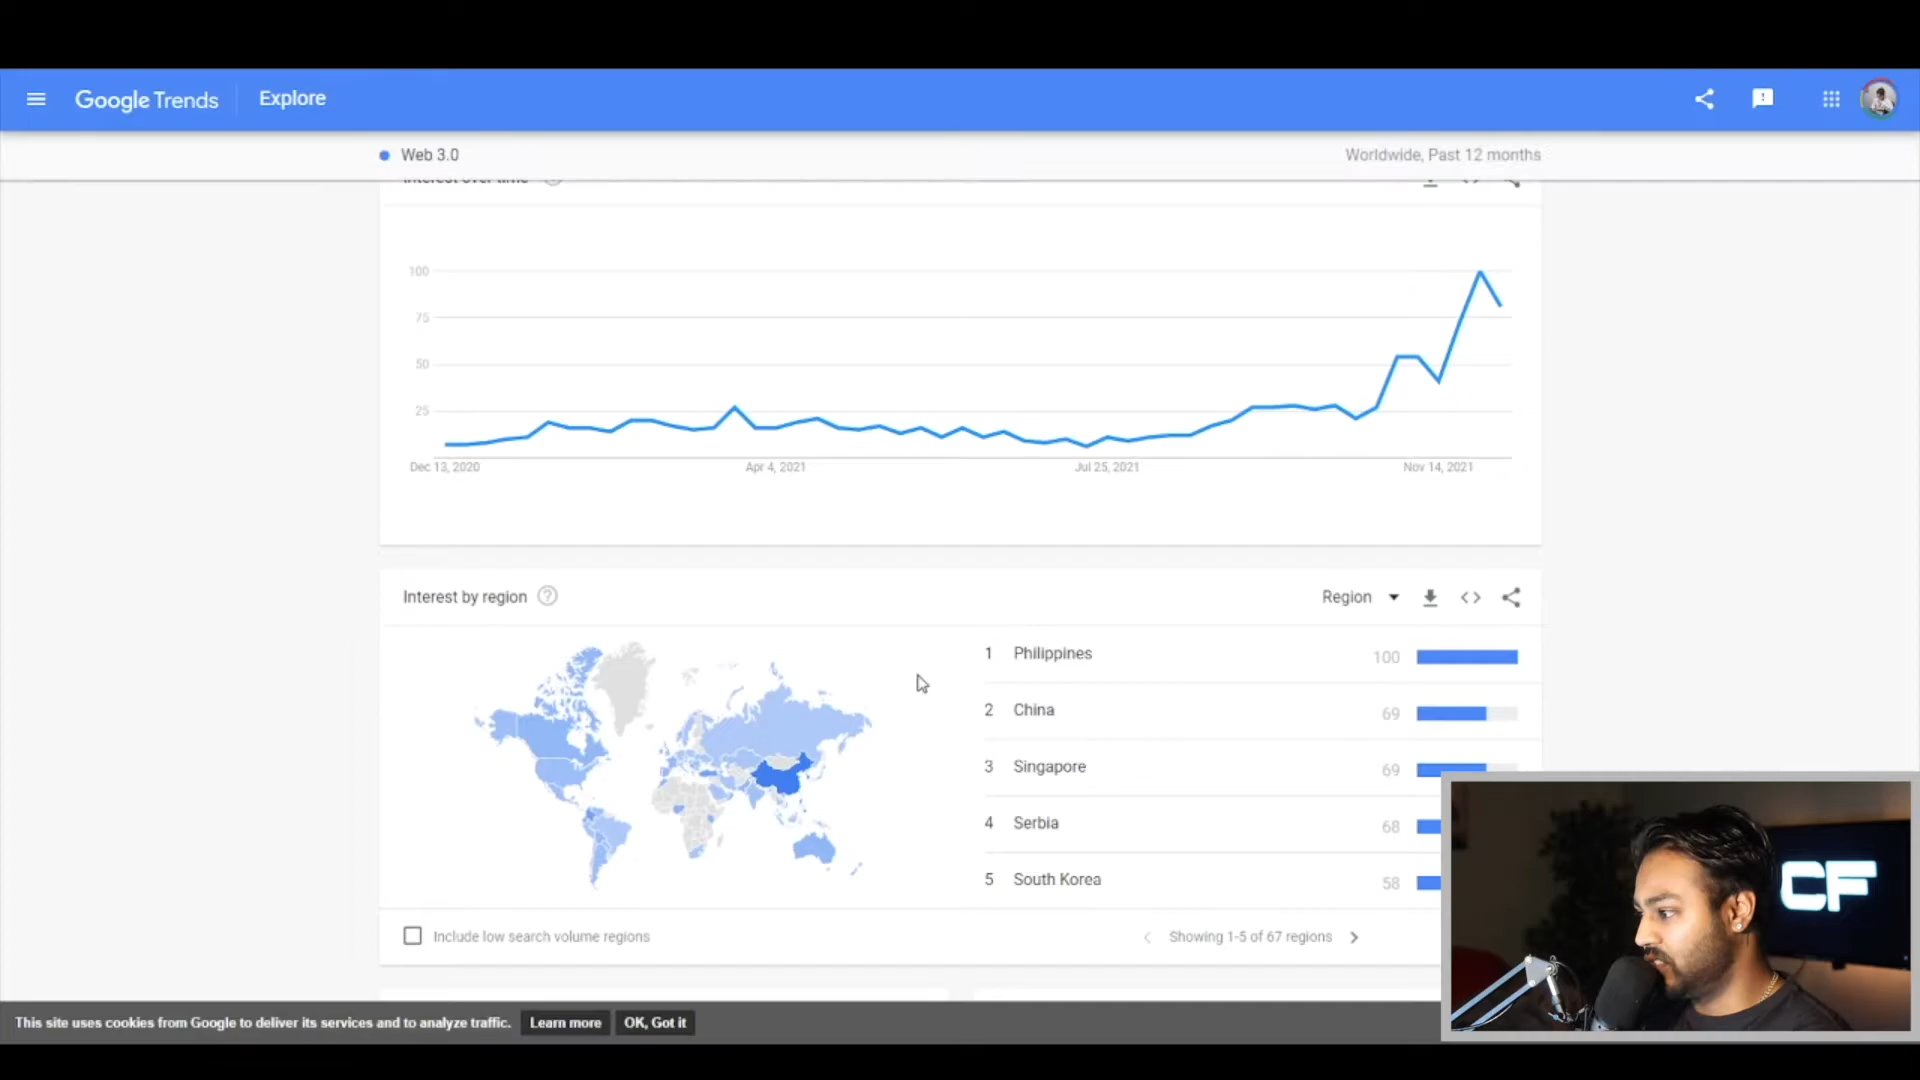 Google Trends
Explore
Web 3.0
Worldwide, Past 12 months
Interest over time
100
75
50
25
Dec 13, 2020
Apr 4, 2021
Jul 25, 2021
Nov 14, 2021
Interest by region
Region
1 Philippines 100
2 China 69
3 Singapore 69
4 Serbia 68
5 South Korea 58
Include low search volume regions
Showing 1-5 of 67 regions
This site uses cookies from Google to deliver its services and to analyze traffic.
Learn more
OK, Got it
CF